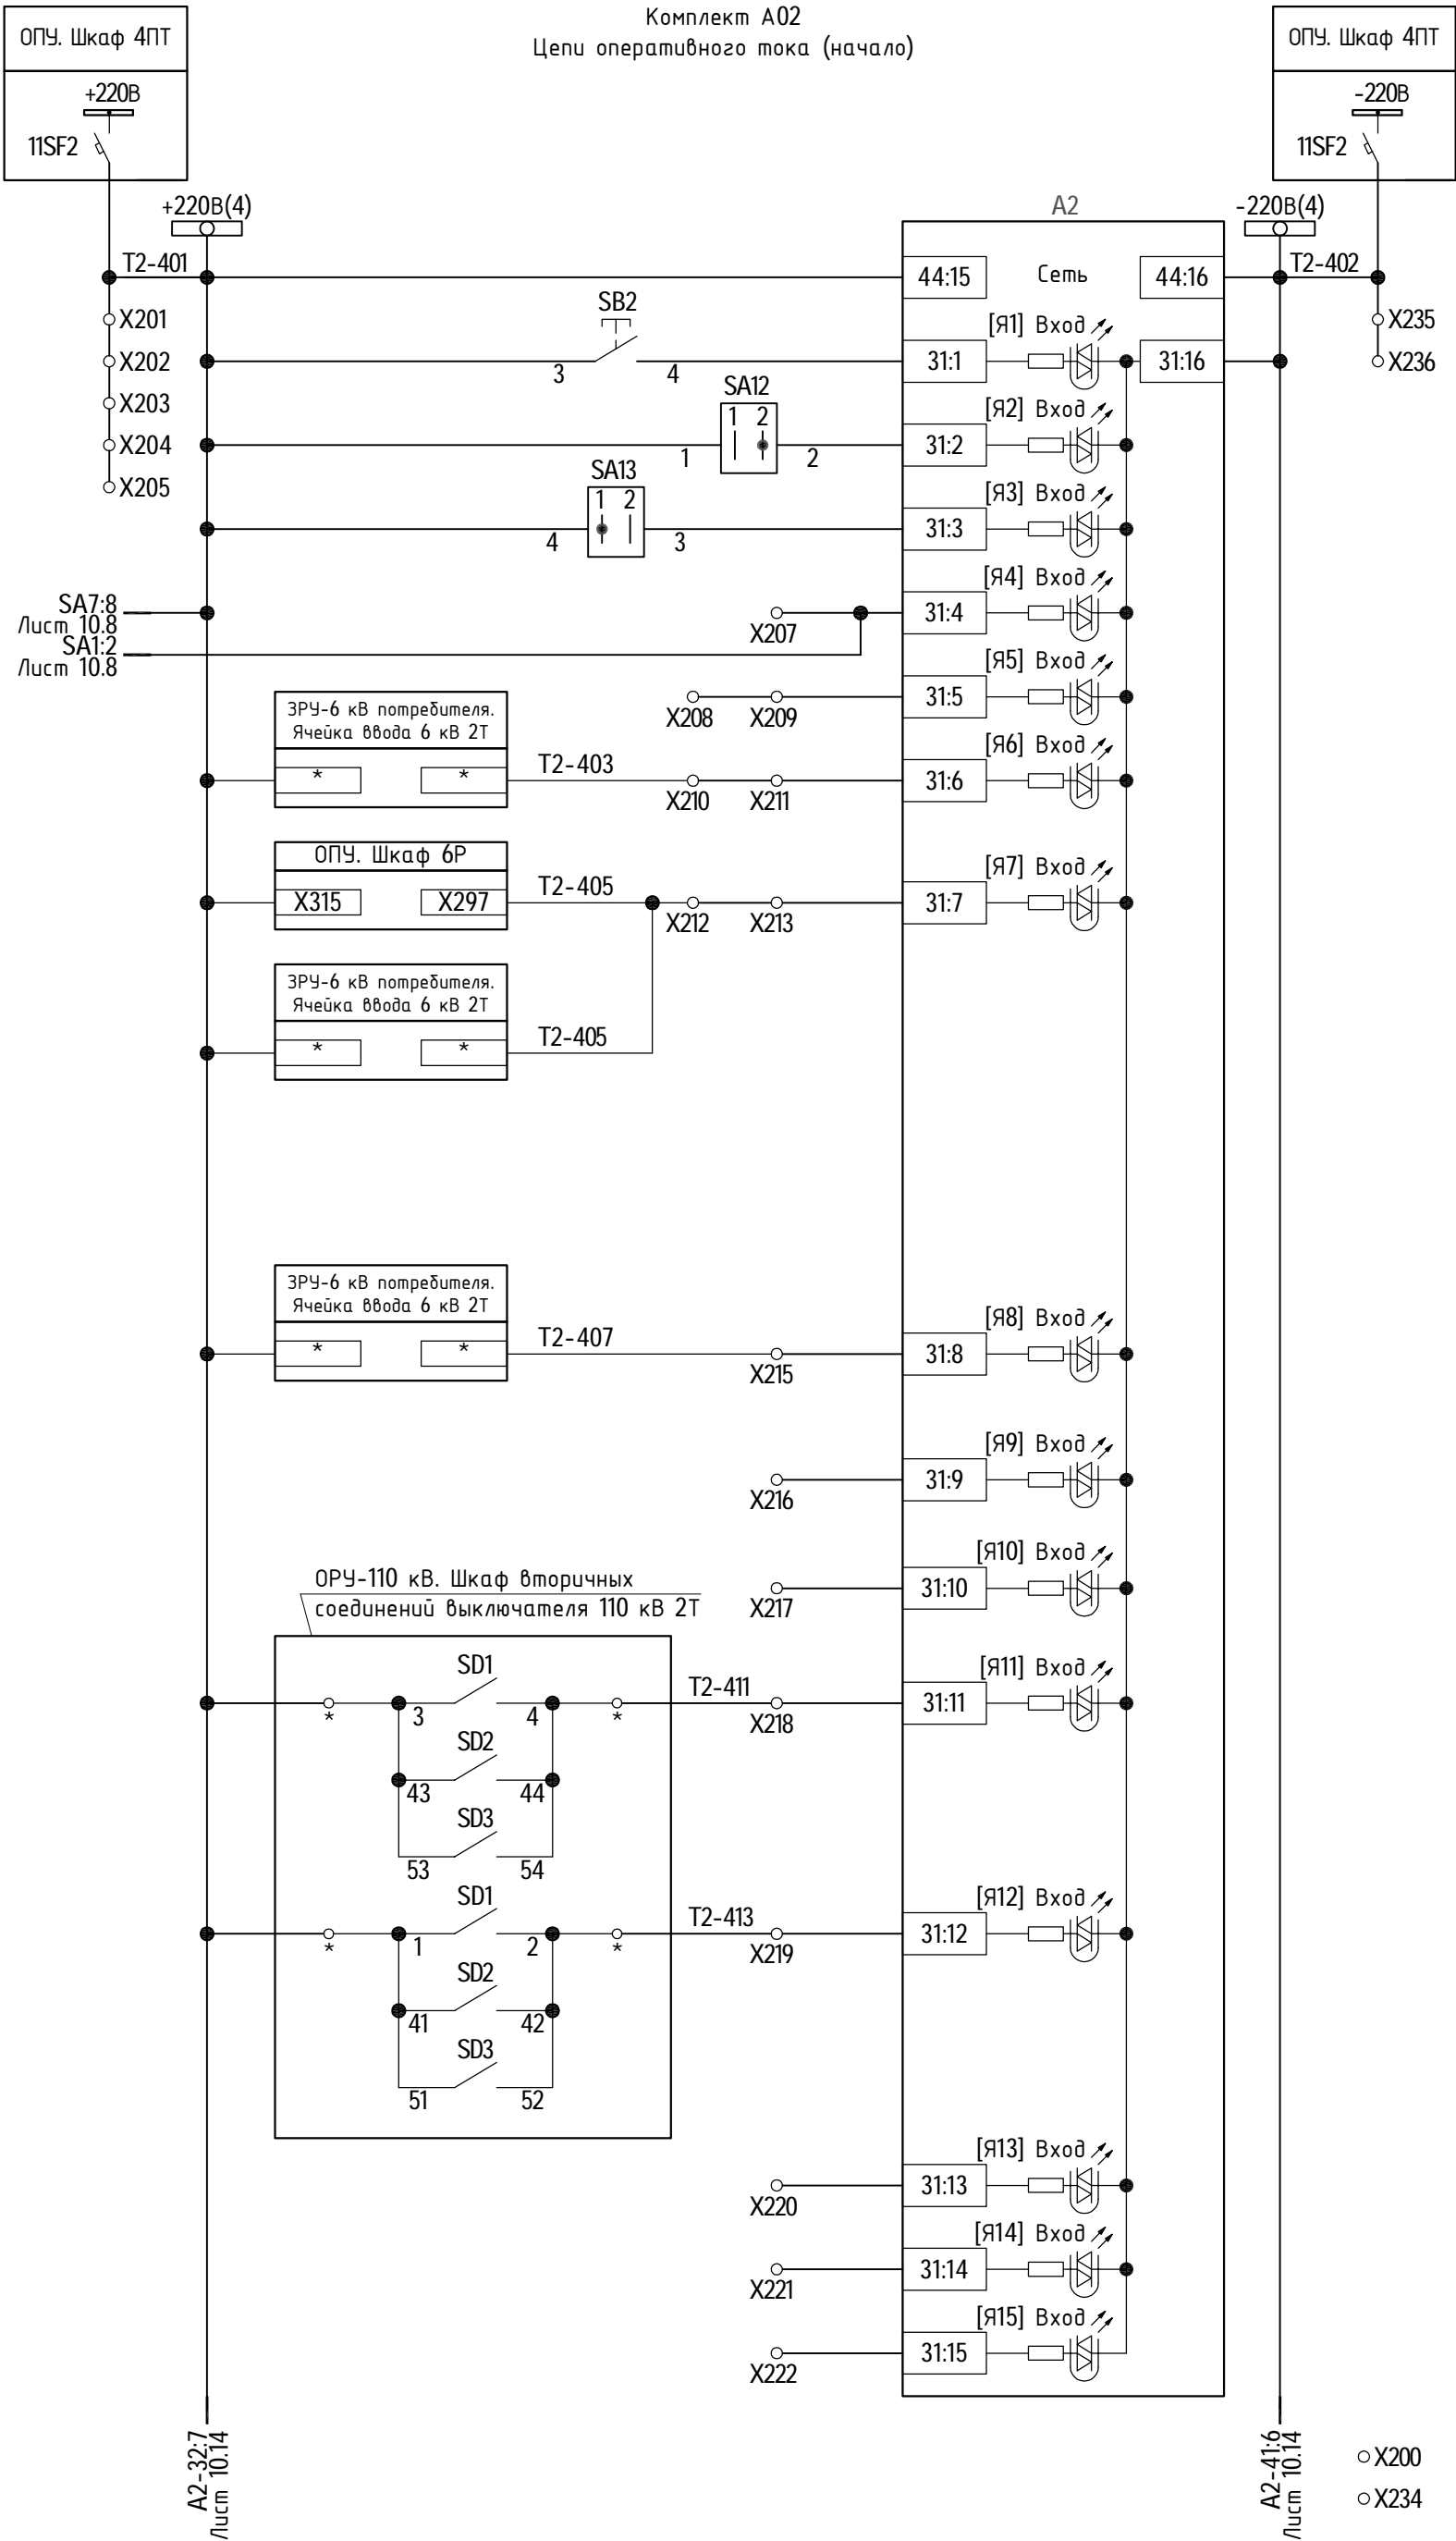 Комплект А02
Цепи оперативного тока (начало)
ОПУ. Шкаф 4ПТ
+220В
11SF2
ОПУ. Шкаф 4ПТ
-220В
11SF2
+220В(4)
-220В(4)
А2
Т2-401
44:15
Сеть
44:16
Т2-402
X201
X202
X203
X204
X205
X235
X236
SB2
3
4
[Я1] Вход
31:1
31:16
SA12
1 2
1
2
[Я2] Вход
31:2
SA13
1 2
4
3
[Я3] Вход
31:3
SA7:8
Лист 10.8
SA1:2
Лист 10.8
X207
[Я4] Вход
31:4
X208
X209
[Я5] Вход
31:5
ЗРУ-6 кВ потребителя.
Ячейка ввода 6 кВ 2Т
*
*
Т2-403
X210
X211
[Я6] Вход
31:6
ОПУ. Шкаф 6Р
X315
X297
Т2-405
X212
X213
[Я7] Вход
31:7
ЗРУ-6 кВ потребителя.
Ячейка ввода 6 кВ 2Т
*
*
Т2-405
ЗРУ-6 кВ потребителя.
Ячейка ввода 6 кВ 2Т
*
*
Т2-407
X215
[Я8] Вход
31:8
X216
[Я9] Вход
31:9
X217
[Я10] Вход
31:10
ОРУ-110 кВ. Шкаф вторичных
соединений выключателя 110 кВ 2Т
SD1
*
3
4
*
Т2-411
X218
[Я11] Вход
31:11
SD2
43
44
SD3
53
54
SD1
*
1
2
*
Т2-413
X219
[Я12] Вход
31:12
SD2
41
42
SD3
51
52
X220
[Я13] Вход
31:13
X221
[Я14] Вход
31:14
X222
[Я15] Вход
31:15
А2-32:7
Лист 10.14
А2-41:6
Лист 10.14
X200
X234